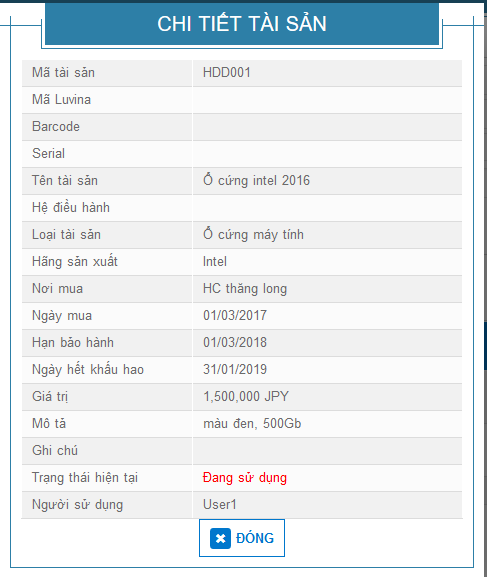 CHI TIẾT TÀI SẢN
Mã tài sản HDD001
Mã Luvina
Barcode
Serial
Tên tài sản Ổ cứng intel 2016
Hệ điều hành
Loại tài sản Ổ cứng máy tính
Hãng sản xuất Intel
Nơi mua HC thăng long
Ngày mua 01/03/2017
Hạn bảo hành 01/03/2018
Ngày hết khấu hao 31/01/2019
Giá trị 1,500,000 JPY
Mô tả màu đen, 500Gb
Ghi chú
Trạng thái hiện tại Đang sử dụng
Người sử dụng User1
ĐÓNG